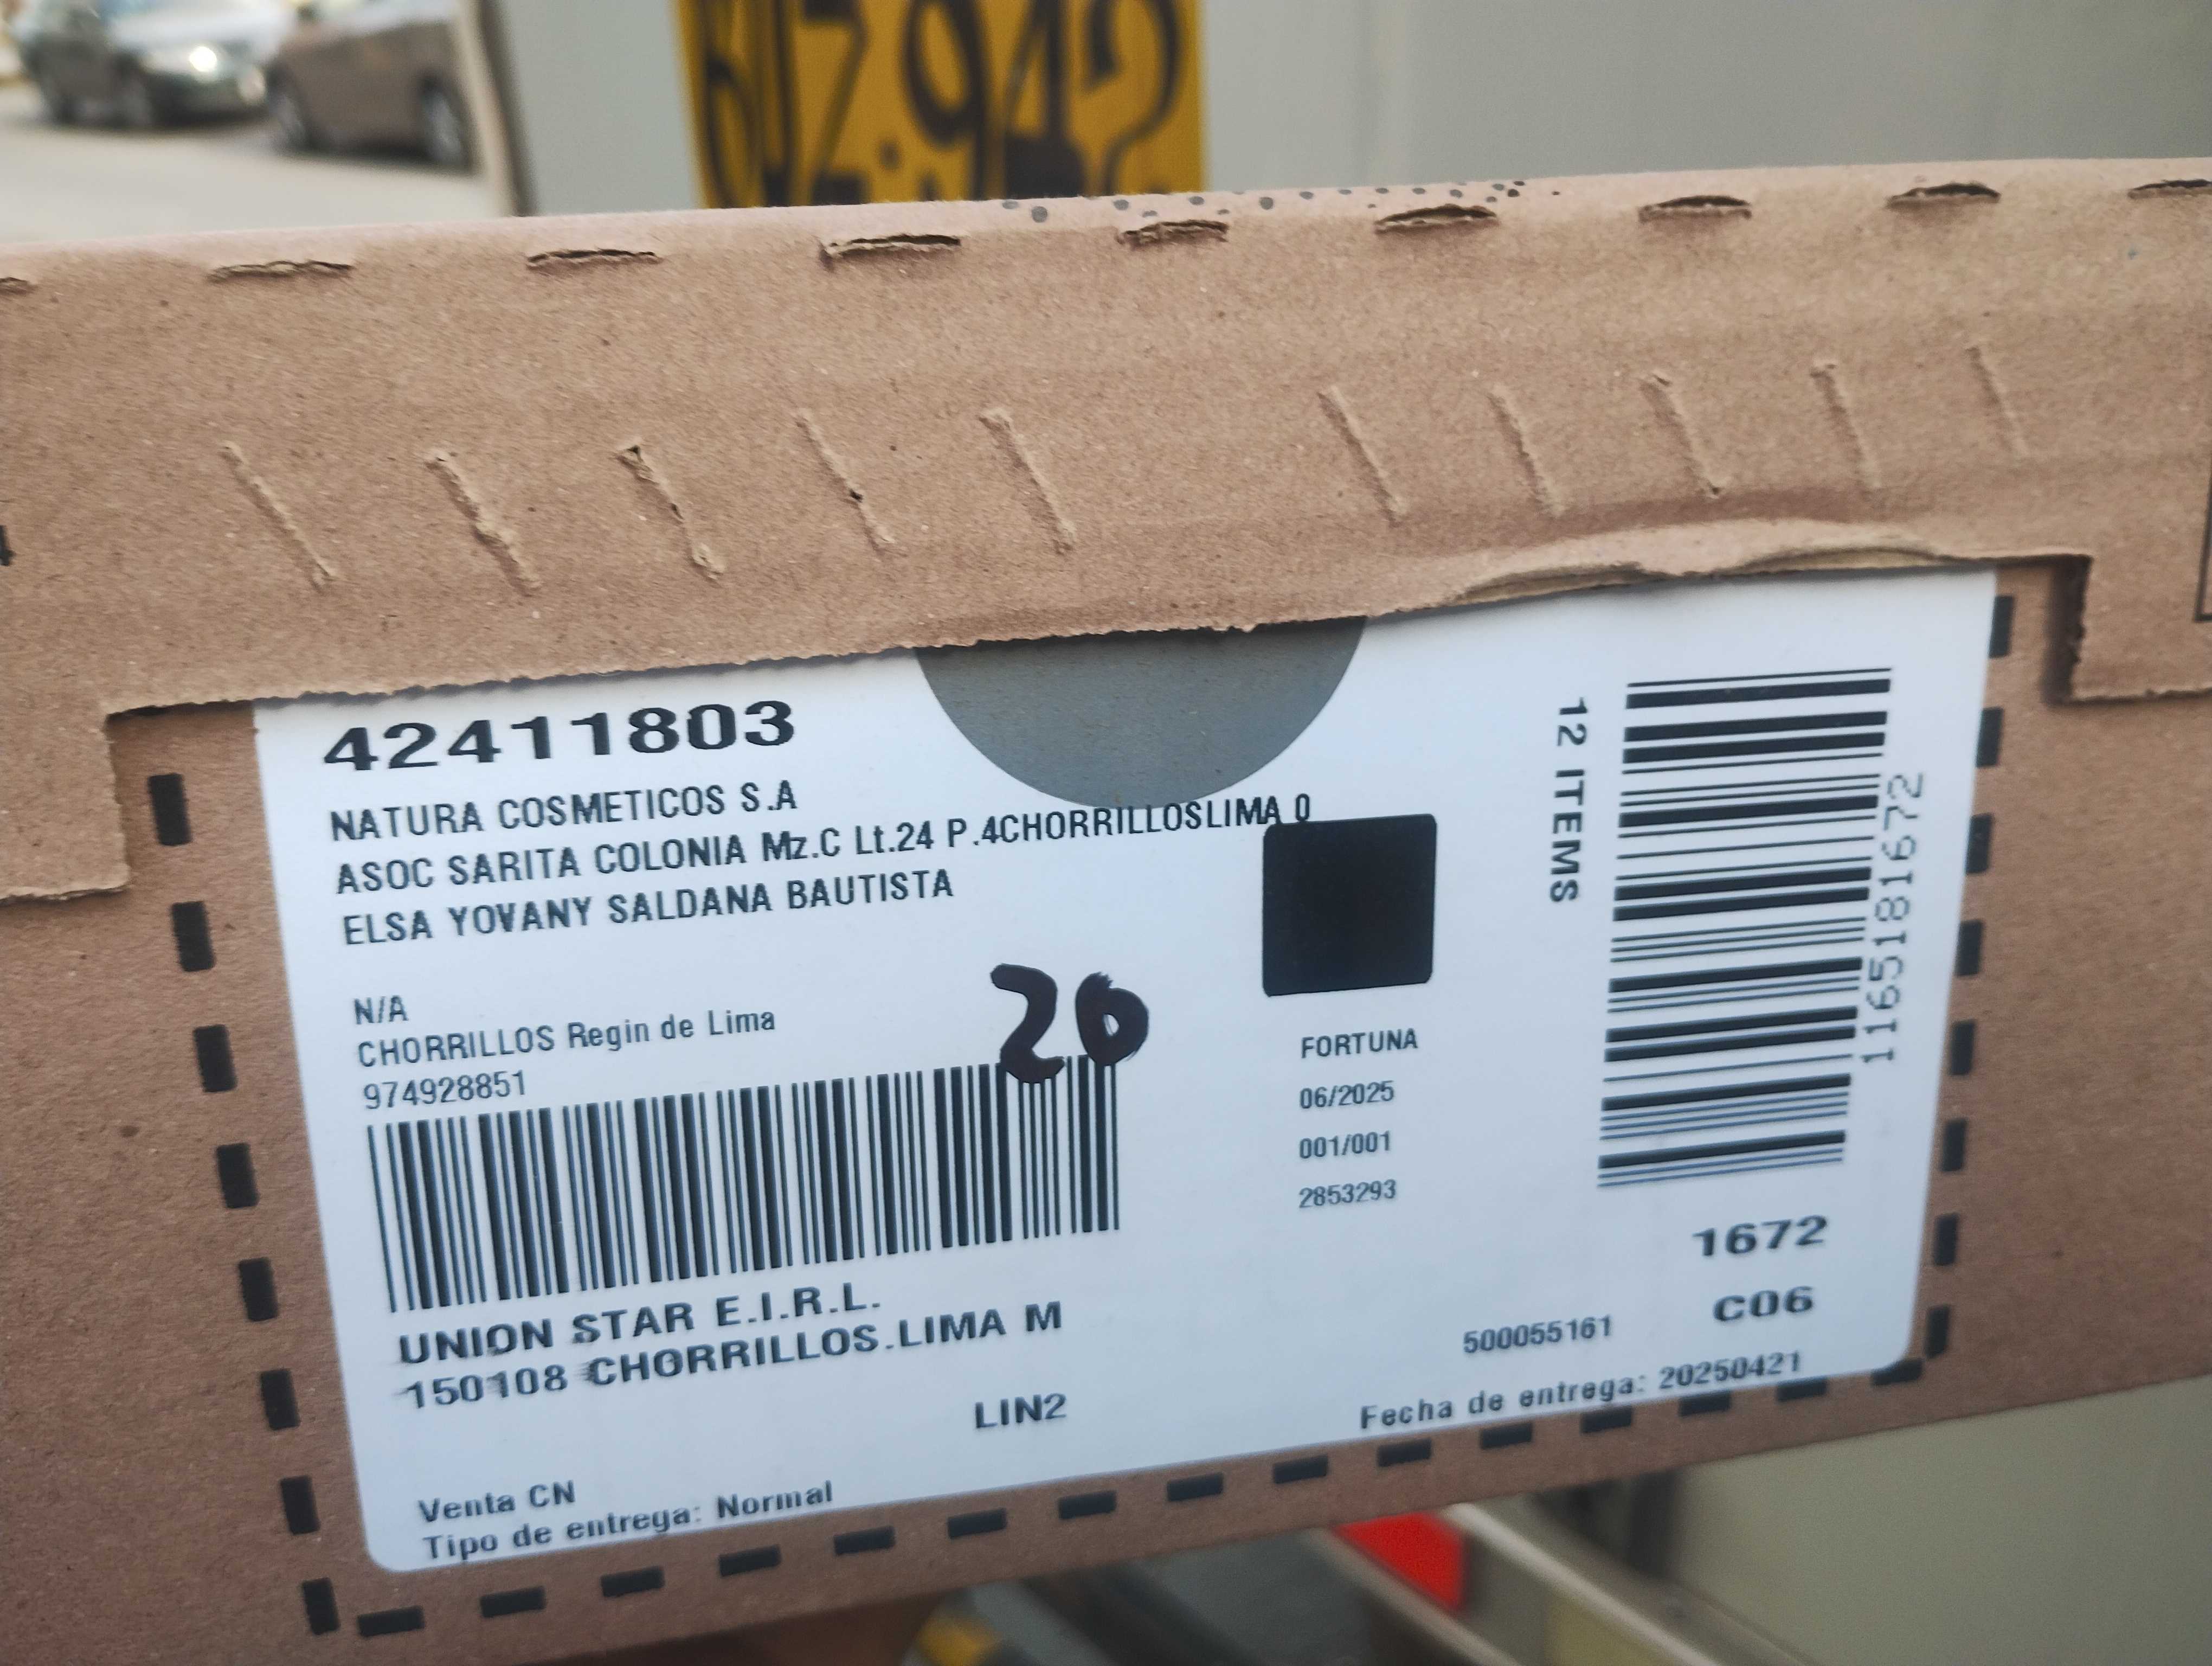 42411803
NATURA COSMETICOS S.A
ASOC SARITA COLONIA Mz.C Lt.24 P.4CHORRILLOSLIMA 0
ELSA YOVANY SALDANA BAUTISTA
N/A
CHORRILLOS Regin de Lima
974928851
20
UNION STAR E.I.R.L.
150108 CHORRILLOS.LIMA M
LIN2
Venta CN
Tipo de entrega: Normal
FORTUNA
06/2025
001/001
2853293
12 ITEMS
1165181672
1672
C06
500055161
Fecha de entrega: 20250421